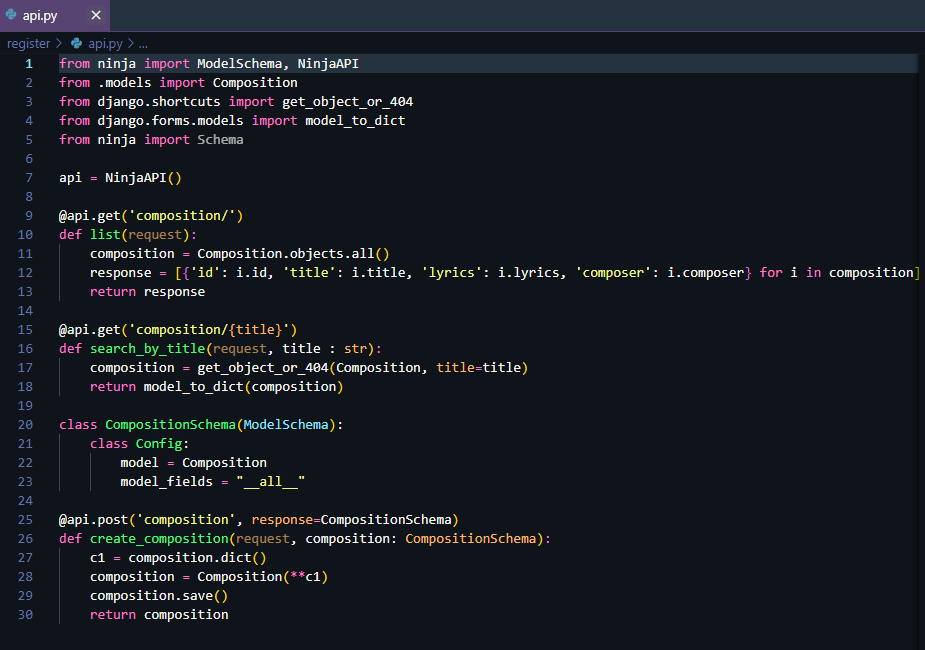 api.py
register > api.py > ...
1 from ninja import ModelSchema, NinjaAPI
2 from .models import Composition
3 from django.shortcuts import get_object_or_404
4 from django.forms.models import model_to_dict
5 from ninja import Schema
6
7 api = NinjaAPI()
8
9 @api.get('composition/')
10 def list(request):
11     composition = Composition.objects.all()
12     response = [{'id': i.id, 'title': i.title, 'lyrics': i.lyrics, 'composer': i.composer} for i in composition]
13     return response
14
15 @api.get('composition/{title}')
16 def search_by_title(request, title : str):
17     composition = get_object_or_404(Composition, title=title)
18     return model_to_dict(composition)
19
20 class CompositionSchema(ModelSchema):
21     class Config:
22         model = Composition
23         model_fields = "__all__"
24
25 @api.post('composition', response=CompositionSchema)
26 def create_composition(request, composition: CompositionSchema):
27     c1 = composition.dict()
28     composition = Composition(**c1)
29     composition.save()
30     return composition